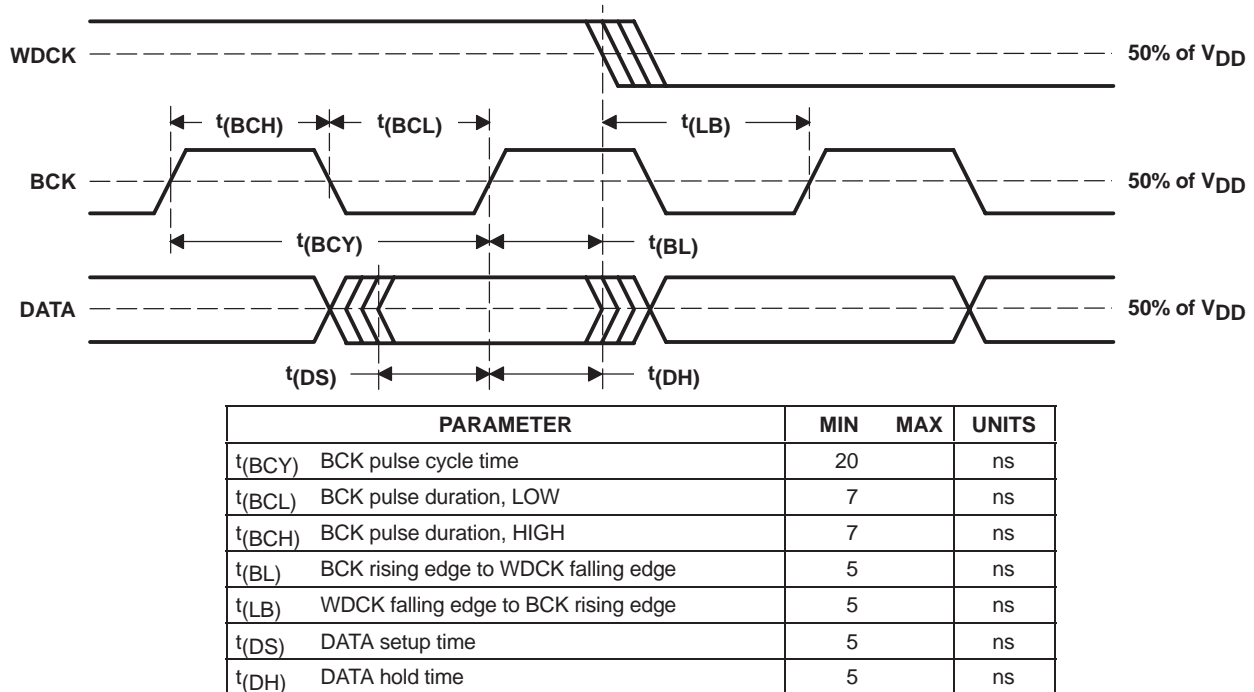 WDCK
50% of VDD
t(BCH)
t(BCL)
t(LB)
BCK
50% of VDD
t(BCY)
t(BL)
DATA
50% of VDD
t(DS)
t(DH)
PARAMETER MIN MAX UNITS
t(BCY) BCK pulse cycle time 20 ns
t(BCL) BCK pulse duration, LOW 7 ns
t(BCH) BCK pulse duration, HIGH 7 ns
t(BL) BCK rising edge to WDCK falling edge 5 ns
t(LB) WDCK falling edge to BCK rising edge 5 ns
t(DS) DATA setup time 5 ns
t(DH) DATA hold time 5 ns